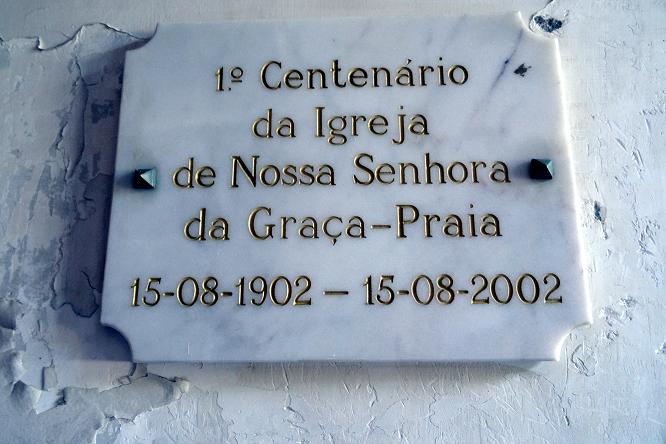 1.º Centenário
da Igreja
de Nossa Senhora
da Graça-Praia
15-08-1902 – 15-08-2002